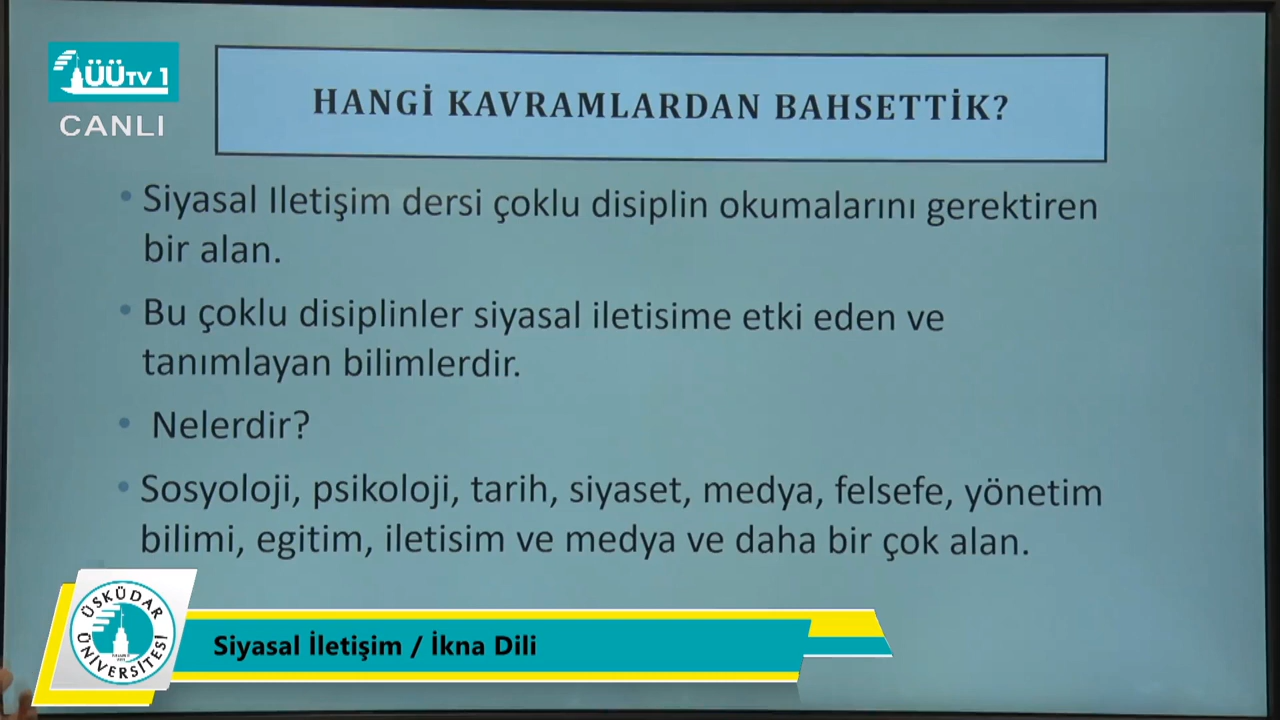 ÜÜTV 1
CANLI
HANGİ KAVRAMLARDAN BAHSETTİK?
• Siyasal Iletişim dersi çoklu disiplin okumalarını gerektiren
bir alan.
• Bu çoklu disiplinler siyasal iletisime etki eden ve
tanımlayan bilimlerdir.
• Nelerdir?
• Sosyoloji, psikoloji, tarih, siyaset, medya, felsefe, yönetim
bilimi, egitim, iletisim ve medya ve daha bir çok alan.
ÜSKÜDAR
ÜNİVERSİTESİ
Siyasal İletişim / İkna Dili